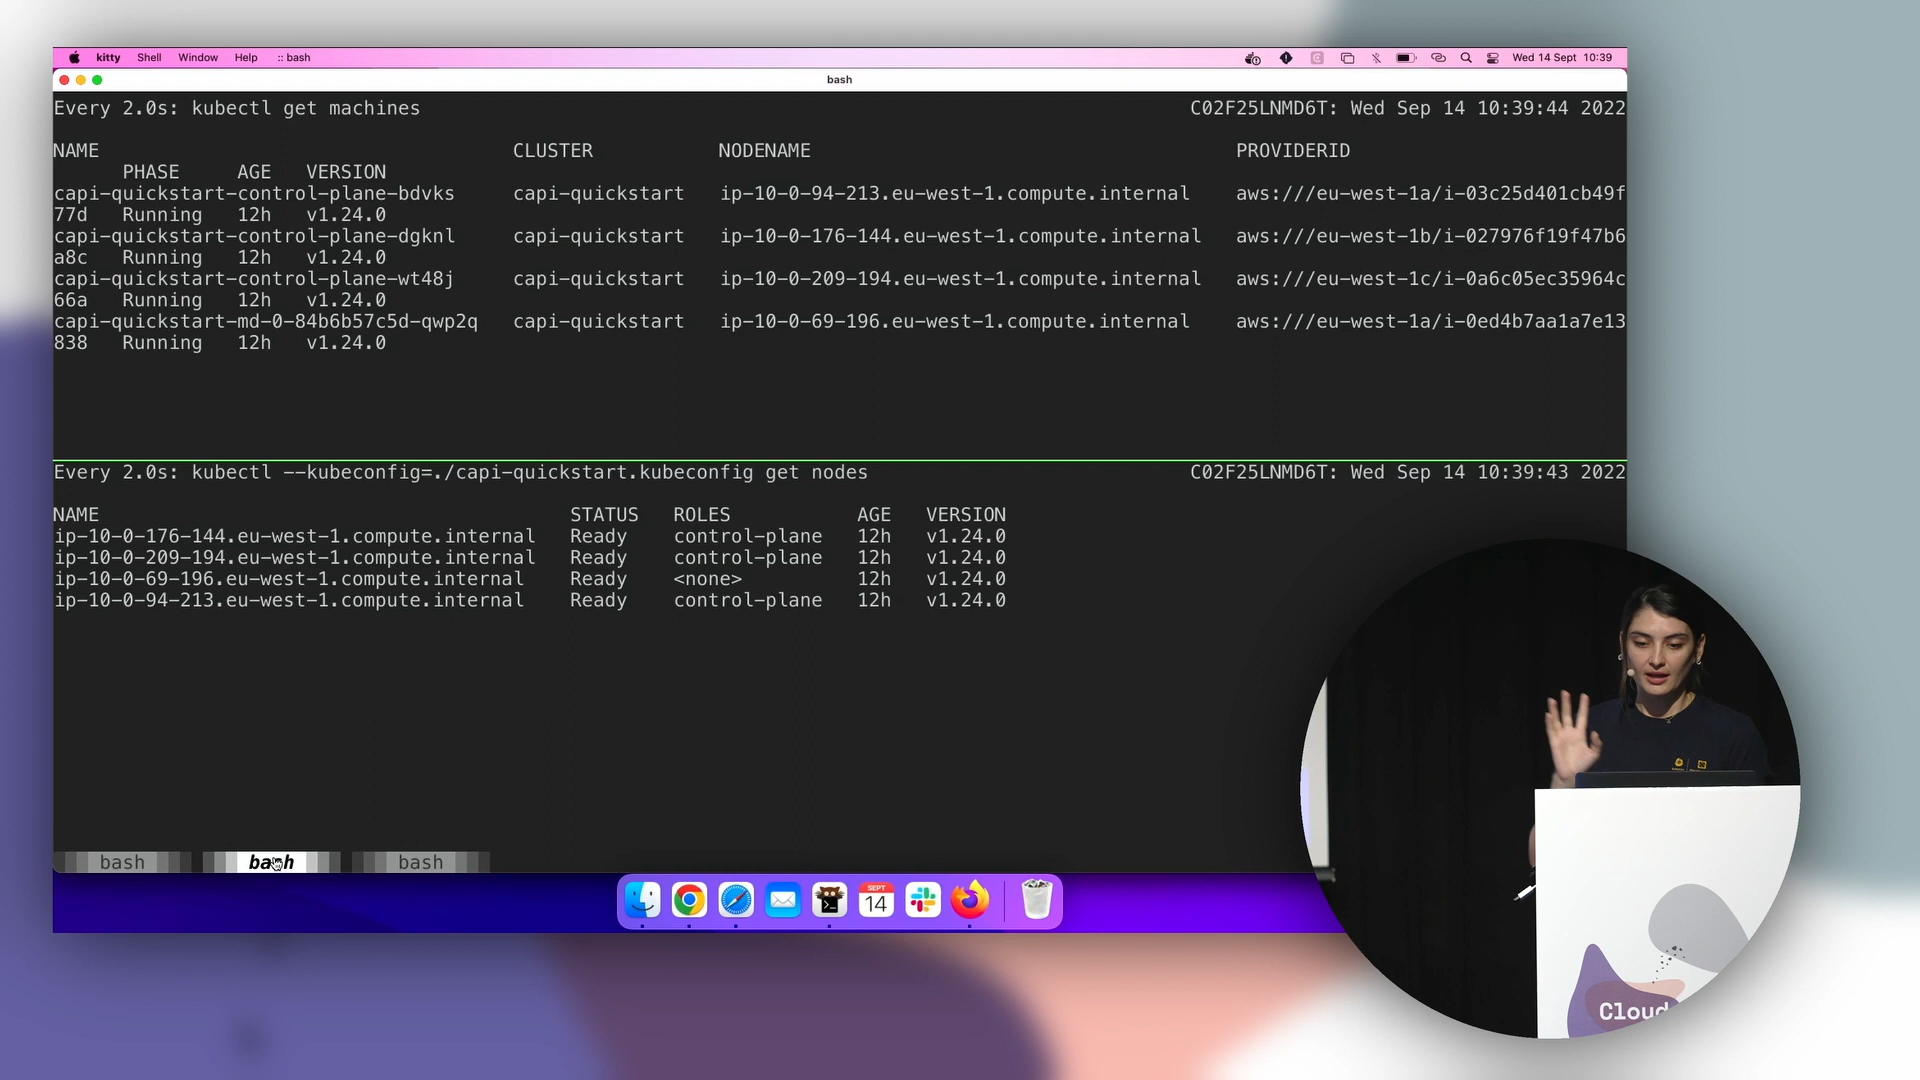 kitty Shell Window Help :: bash Wed 14 Sept 10:39
bash
Every 2.0s: kubectl get machines C02F25LNMD6T: Wed Sep 14 10:39:44 2022
NAME CLUSTER NODENAME PROVIDERID
PHASE AGE VERSION
capi-quickstart-control-plane-bdvks capi-quickstart ip-10-0-94-213.eu-west-1.compute.internal aws:///eu-west-1a/i-03c25d401cb49f
77d Running 12h v1.24.0
capi-quickstart-control-plane-dgknl capi-quickstart ip-10-0-176-144.eu-west-1.compute.internal aws:///eu-west-1b/i-027976f19f47b6
a8c Running 12h v1.24.0
capi-quickstart-control-plane-wt48j capi-quickstart ip-10-0-209-194.eu-west-1.compute.internal aws:///eu-west-1c/i-0a6c05ec35964c
66a Running 12h v1.24.0
capi-quickstart-md-0-84b6b57c5d-qwp2q capi-quickstart ip-10-0-69-196.eu-west-1.compute.internal aws:///eu-west-1a/i-0ed4b7aa1a7e13
838 Running 12h v1.24.0
Every 2.0s: kubectl --kubeconfig=./capi-quickstart.kubeconfig get nodes C02F25LNMD6T: Wed Sep 14 10:39:43 2022
NAME STATUS ROLES AGE VERSION
ip-10-0-176-144.eu-west-1.compute.internal Ready control-plane 12h v1.24.0
ip-10-0-209-194.eu-west-1.compute.internal Ready control-plane 12h v1.24.0
ip-10-0-69-196.eu-west-1.compute.internal Ready <none> 12h v1.24.0
ip-10-0-94-213.eu-west-1.compute.internal Ready control-plane 12h v1.24.0
bash bash bash
SEPT
14
Cloud